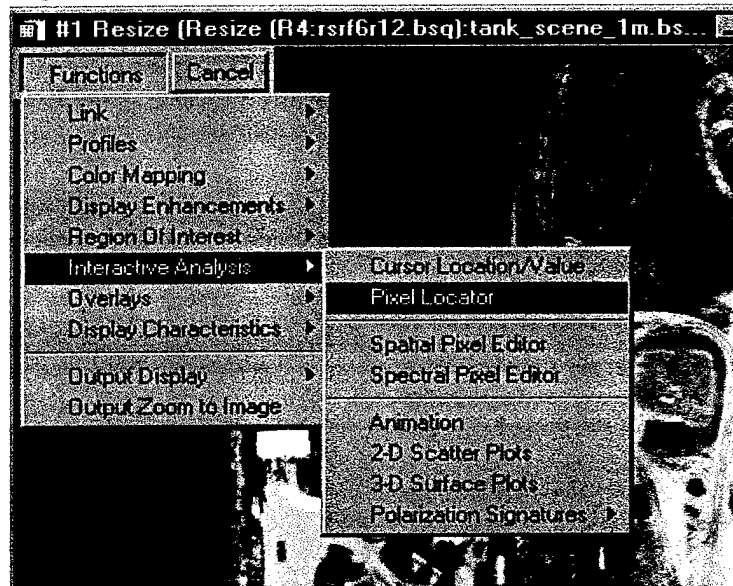 #1 Resize (Resize (R4:rsrf6r12.bsq):tank_scene_1m.bs...
Functions Cancel
Link
Profiles
Color Mapping
Display Enhancements
Region Of Interest
Interactive Analysis
Overlays
Display Characteristics
Output Display
Output Zoom to Image
Cursor Location/Value...
Pixel Locator
Spatial Pixel Editor
Spectral Pixel Editor
Animation
2-D Scatter Plots
3-D Surface Plots...
Polarization Signatures